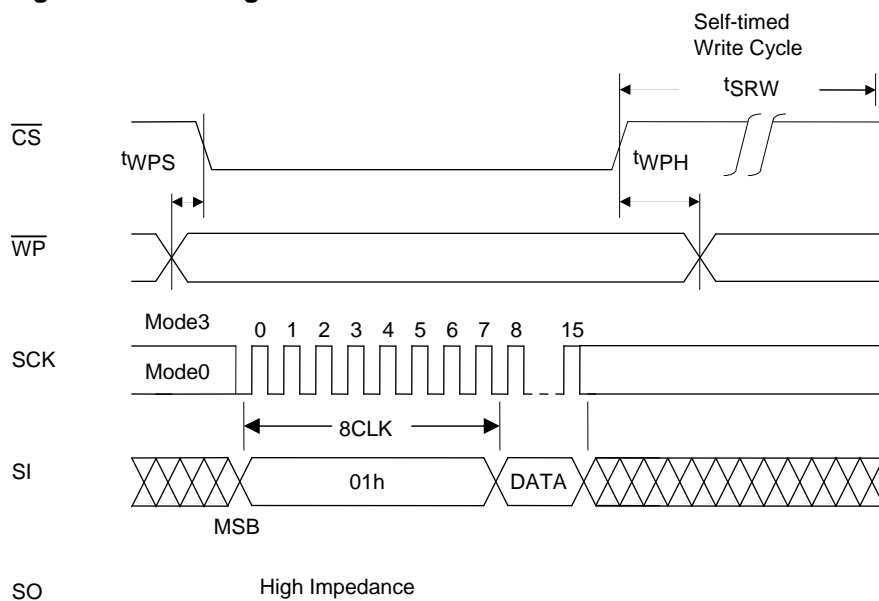 Self-timed
Write Cycle
tSRW
CS
tWPS
tWPH
WP
Mode3
0 1 2 3 4 5 6 7 8 15
SCK
Mode0
8CLK
SI
01h
DATA
MSB
SO
High Impedance